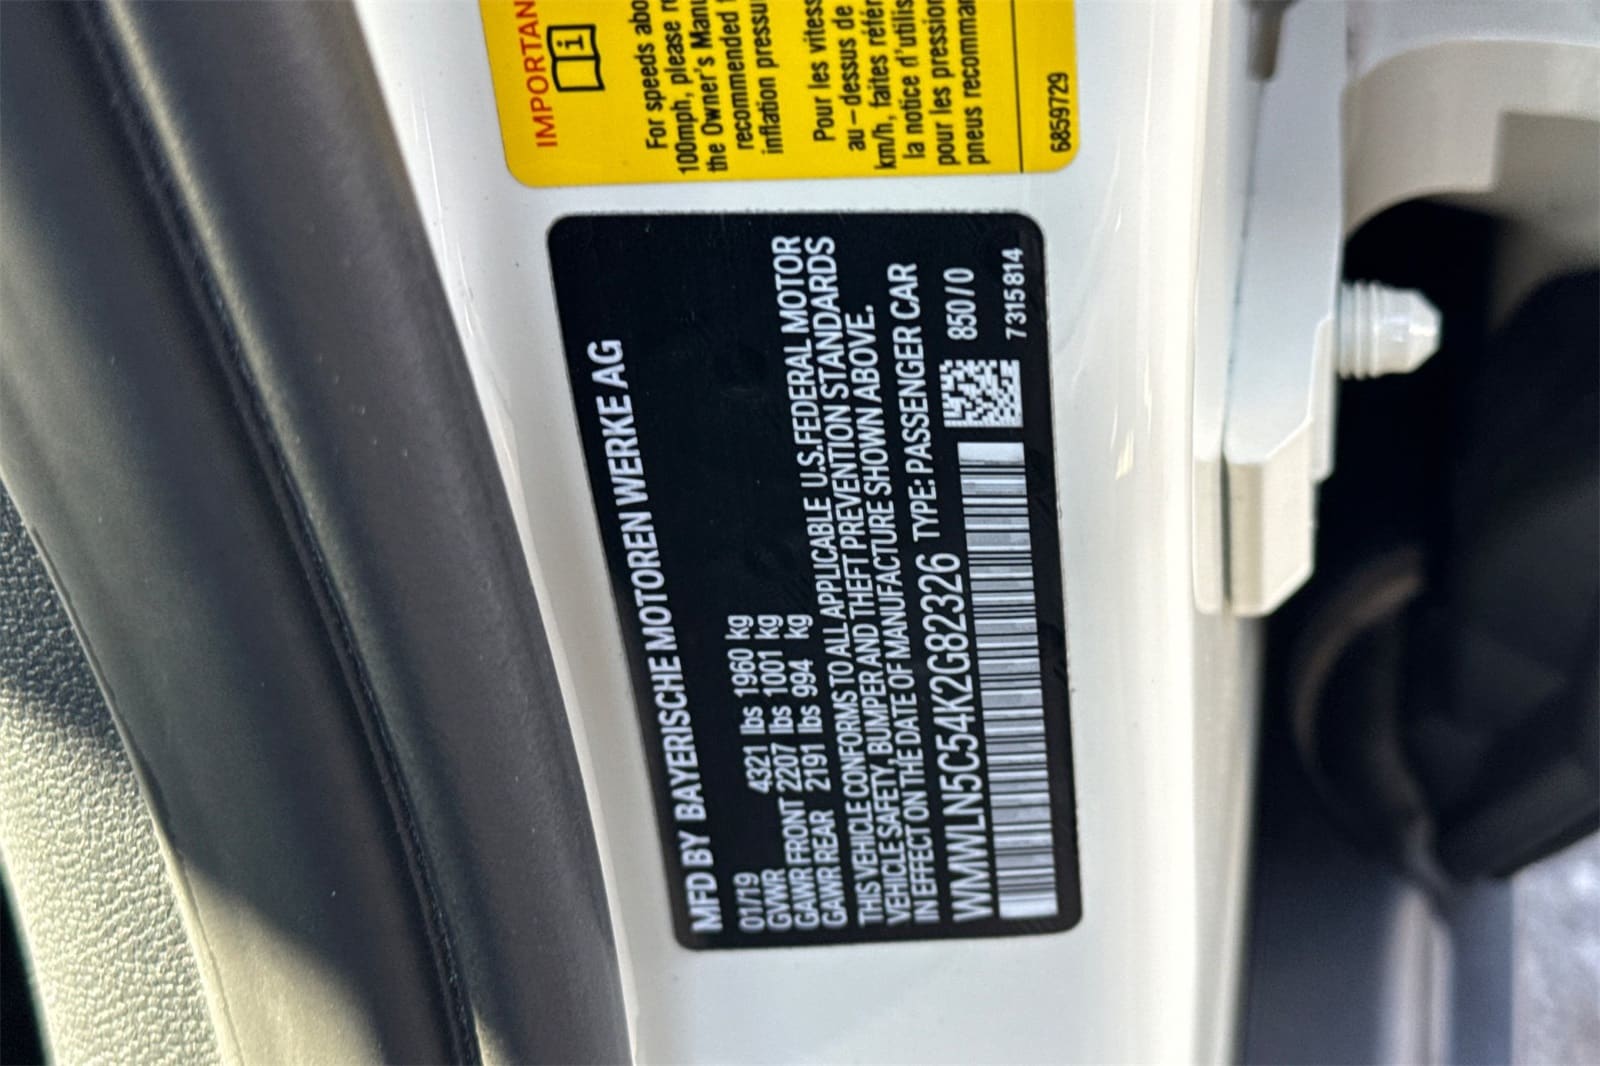 IMPORTAN
For speeds abo
100mph, please re
the Owner's Manu
recommended t
inflation pressu
Pour les vitess
au – dessus de
km/h, faites référ
la notice d'utilis
pour les pression
pneus recomman
6859729
MFD BY BAYERISCHE MOTOREN WERKE AG
01/19
GVWR 4321 lbs 1960 kg
GAWR FRONT 2207 lbs 1001 kg
GAWR REAR 2191 lbs 994 kg
THIS VEHICLE CONFORMS TO ALL APPLICABLE U.S.FEDERAL MOTOR
VEHICLE SAFETY, BUMPER AND THEFT PREVENTION STANDARDS
IN EFFECT ON THE DATE OF MANUFACTURE SHOWN ABOVE.
WMWLN5C54K2G82326 TYPE: PASSENGER CAR
850/0
7315814